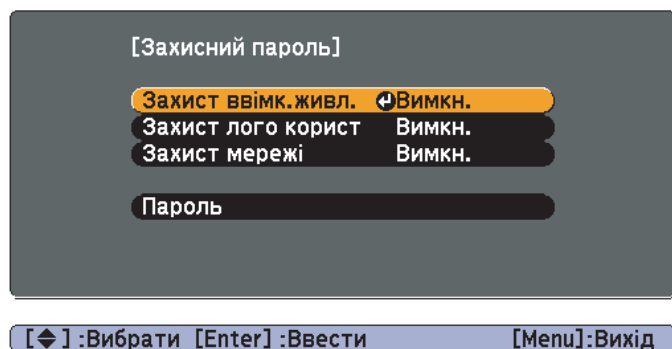 [Захисний пароль]
Захист ввімк.живл. Вимкн.
Захист лого корист Вимкн.
Захист мережі Вимкн.
Пароль
[◆] :Вибрати [Enter] :Ввести [Menu]:Вихід